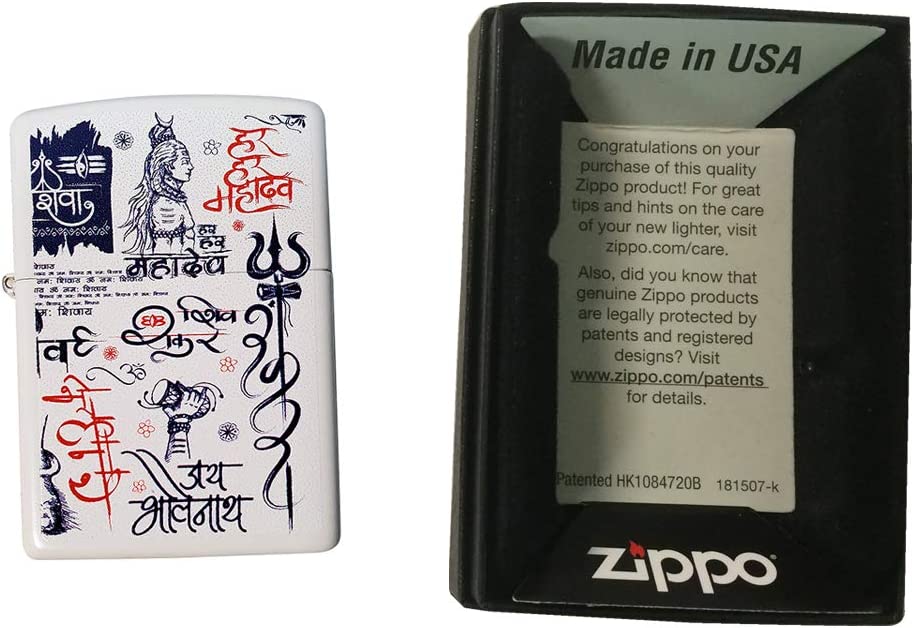 शिवा
हर
हर
महादेव
हर
हर
महादेव
शिवाय ॐ नमः शिवाय
मः शिवाय
शिव
ॐ
जय
भोलेनाथ
Made in USA
Congratulations on your
purchase of this quality
Zippo product! For great
tips and hints on the care
of your new lighter, visit
zippo.com/care.
Also, did you know that
genuine Zippo products
are legally protected by
patents and registered
designs? Visit
www.zippo.com/patents
for details.
Patented HK1084720B 181507-k
zippo